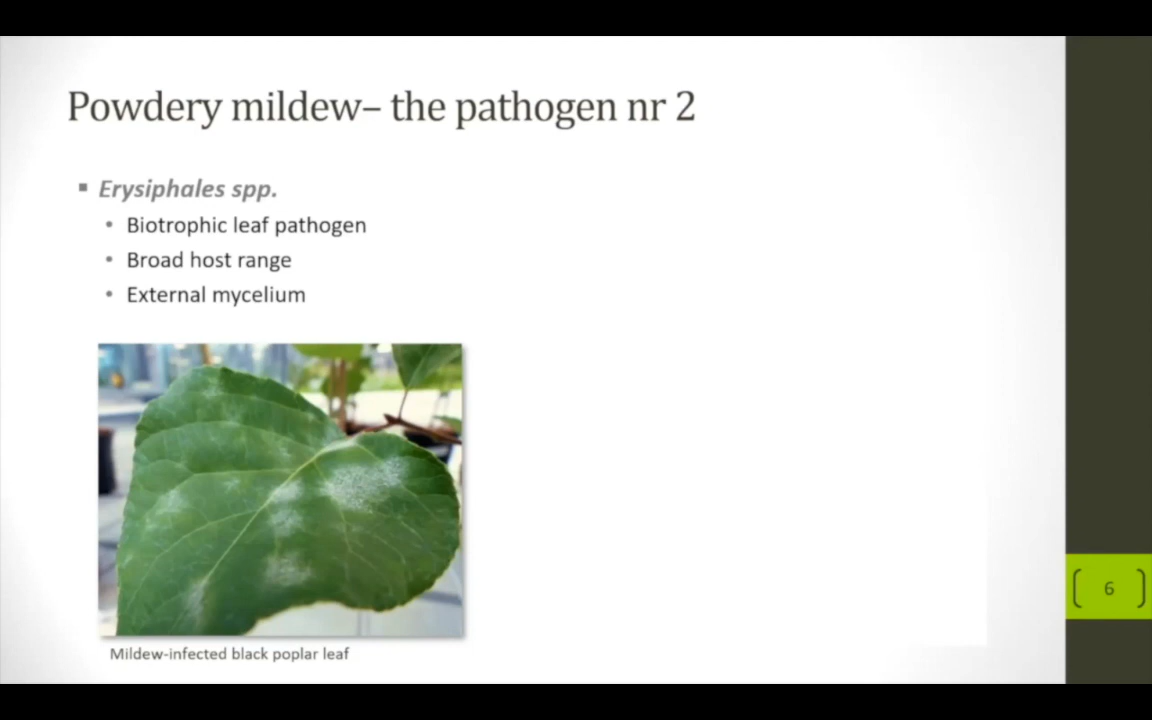 Powdery mildew– the pathogen nr 2
▪ Erysiphales spp.
• Biotrophic leaf pathogen
• Broad host range
• External mycelium
Mildew-infected black poplar leaf
6